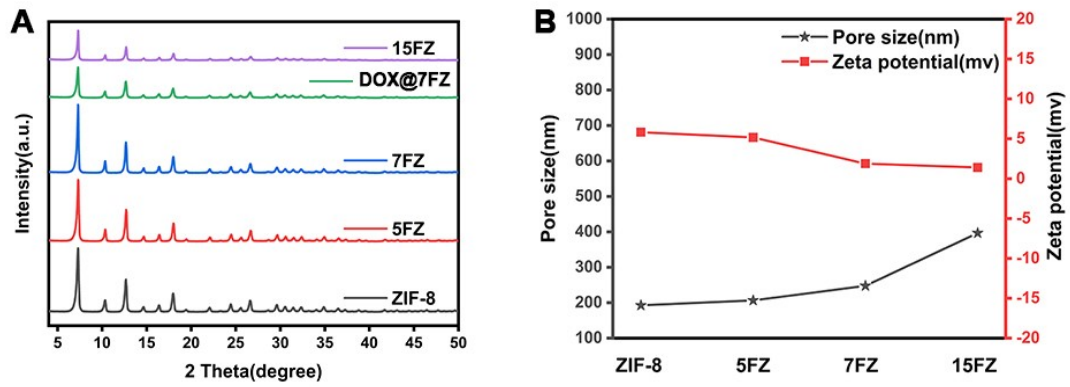 A
15FZ
DOX@7FZ
7FZ
5FZ
ZIF-8
Intensity(a.u.)
5 10 15 20 25 30 35 40 45 50
2 Theta(degree)
B
Pore size(nm)
Zeta potential(mv)
1000
900
800
700
600
500
400
300
200
100
Pore size(nm)
20
15
10
5
0
-5
-10
-15
-20
Zeta potential(mv)
ZIF-8 5FZ 7FZ 15FZ